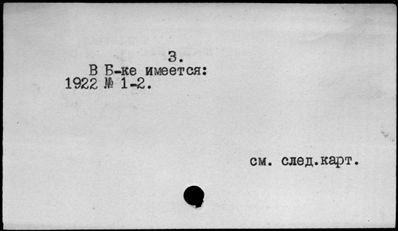 3.
В Б-ке имеется:
1922 № 1-2.
см. след.карт.